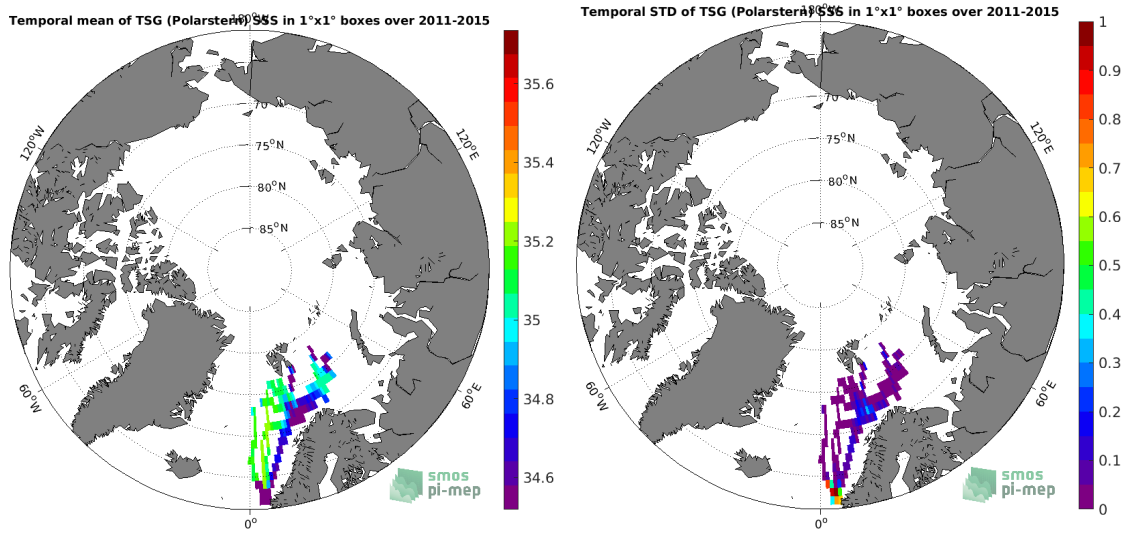 Temporal mean of TSG (Polarstern) SSS in 1°x1° boxes over 2011-2015
180°W
120°W
120°E
60°W
60°E
0°
70
75°N
80°N
85°N
35.6
35.4
35.2
35
34.8
34.6
smos
pi-mep
Temporal STD of TSG (Polarstern) SSS in 1°x1° boxes over 2011-2015
180°W
120°W
120°E
60°W
60°E
0°
70
75°N
80°N
85°N
1
0.9
0.8
0.7
0.6
0.5
0.4
0.3
0.2
0.1
0
smos
pi-mep